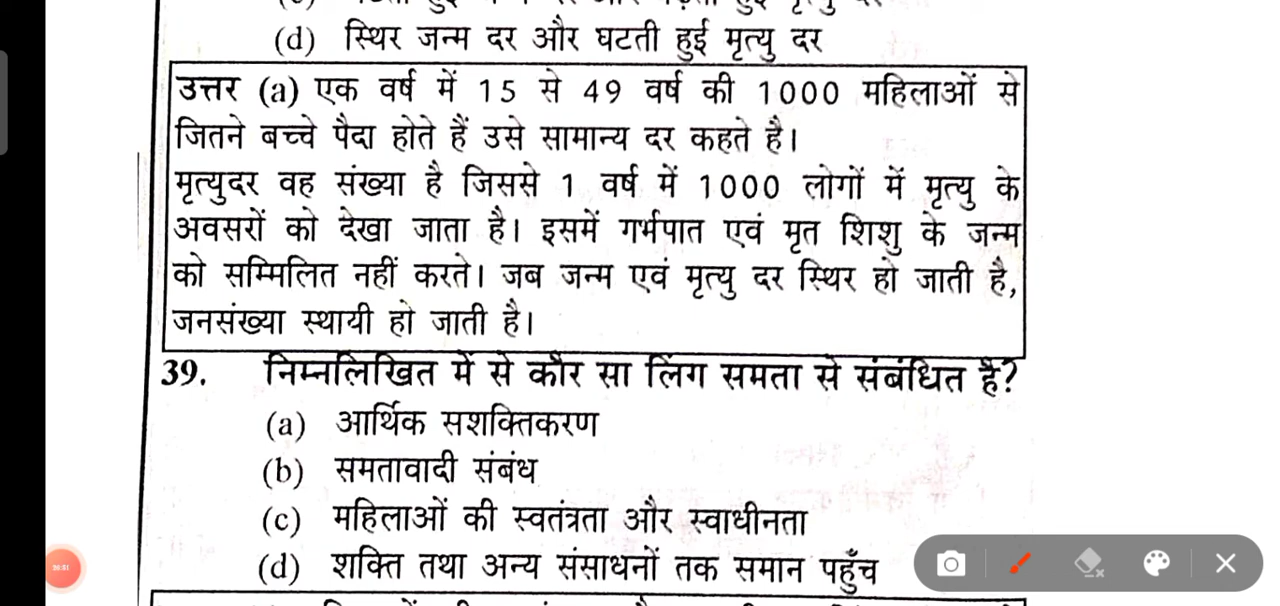 (d) स्थिर जन्म दर और घटती हुई मृत्यु दर
उत्तर (a) एक वर्ष में 15 से 49 वर्ष की 1000 महिलाओं से
जितने बच्चे पैदा होते हैं उसे सामान्य दर कहते है।
मृत्युदर वह संख्या है जिससे 1 वर्ष में 1000 लोगों में मृत्यु के
अवसरों को देखा जाता है। इसमें गर्भपात एवं मृत शिशु के जन्म
को सम्मिलित नहीं करते। जब जन्म एवं मृत्यु दर स्थिर हो जाती है,
जनसंख्या स्थायी हो जाती है।
39. निम्नलिखित में से कौर सा लिंग समता से संबंधित है?
(a) आर्थिक सशक्तिकरण
(b) समतावादी संबंध
(c) महिलाओं की स्वतंत्रता और स्वाधीनता
(d) शक्ति तथा अन्य संसाधनों तक समान पहुँच